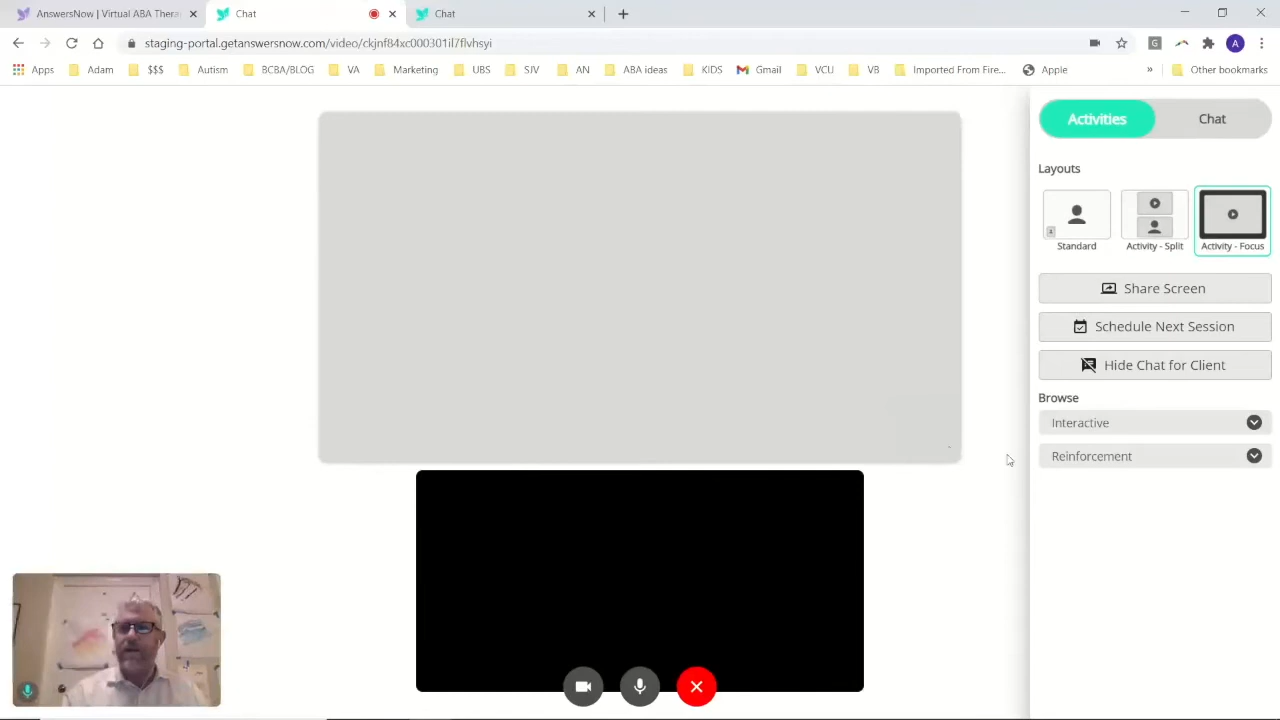 AnswersNow | Virtual ABA Thera
Chat
Chat
staging-portal.getanswersnow.com/video/ckjnf84xc000301il7flvhsyi
G
A
Apps
Adam
$$$
Autism
BCBA/BLOG
VA
Marketing
UBS
SJV
AN
ABA ideas
KIDS
Gmail
VCU
VB
Imported From Fire...
Apple
»
Other bookmarks
Activities
Chat
Layouts
Standard
Activity - Split
Activity - Focus
Share Screen
Schedule Next Session
Hide Chat for Client
Browse
Interactive
Reinforcement